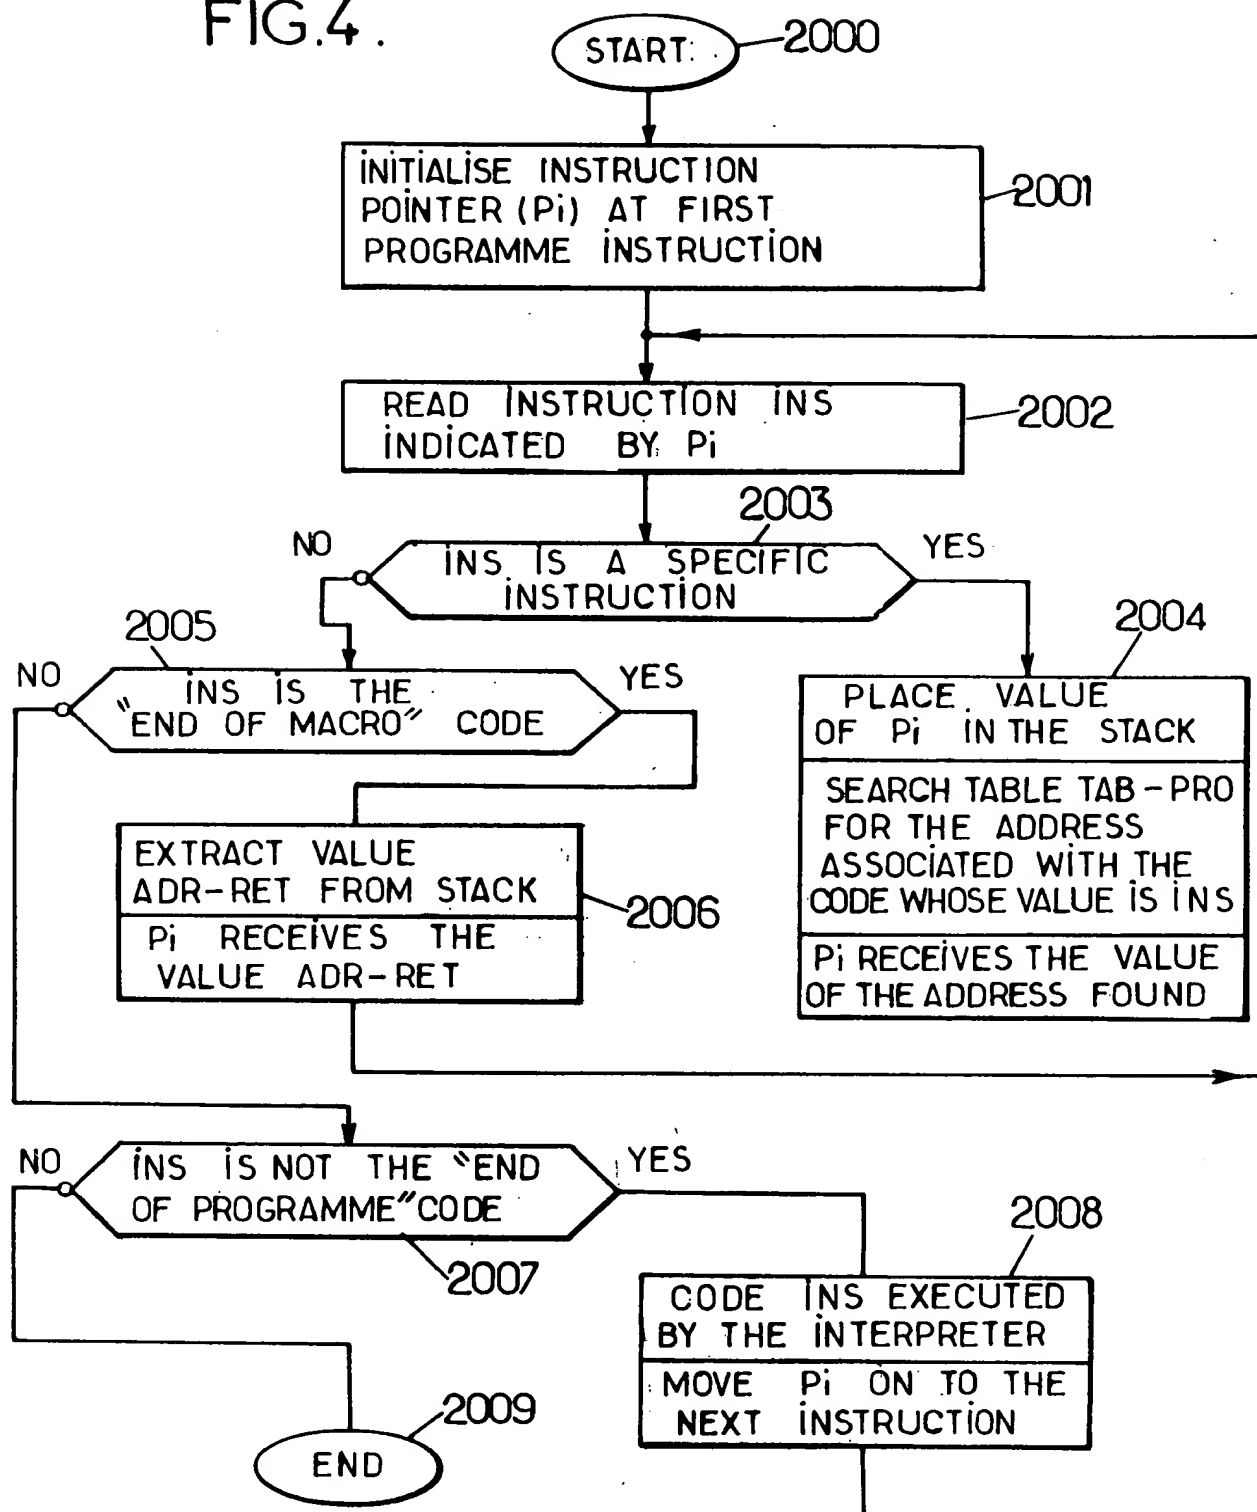 FIG.4.
START
2000
INITIALISE INSTRUCTION
POINTER (Pi) AT FIRST
PROGRAMME INSTRUCTION
2001
READ INSTRUCTION INS
INDICATED BY Pi
2002
2003
NO
INS IS A SPECIFIC
INSTRUCTION
YES
2005
2004
NO
INS IS THE
"END OF MACRO" CODE
YES
PLACE VALUE
OF Pi IN THE STACK
SEARCH TABLE TAB-PRO
FOR THE ADDRESS
ASSOCIATED WITH THE
CODE WHOSE VALUE IS INS
Pi RECEIVES THE VALUE
OF THE ADDRESS FOUND
EXTRACT VALUE
ADR-RET FROM STACK
Pi RECEIVES THE
VALUE ADR-RET
2006
NO
INS IS NOT THE "END
OF PROGRAMME" CODE
YES
2007
2008
CODE INS EXECUTED
BY THE INTERPRETER
MOVE Pi ON TO THE
NEXT INSTRUCTION
2009
END